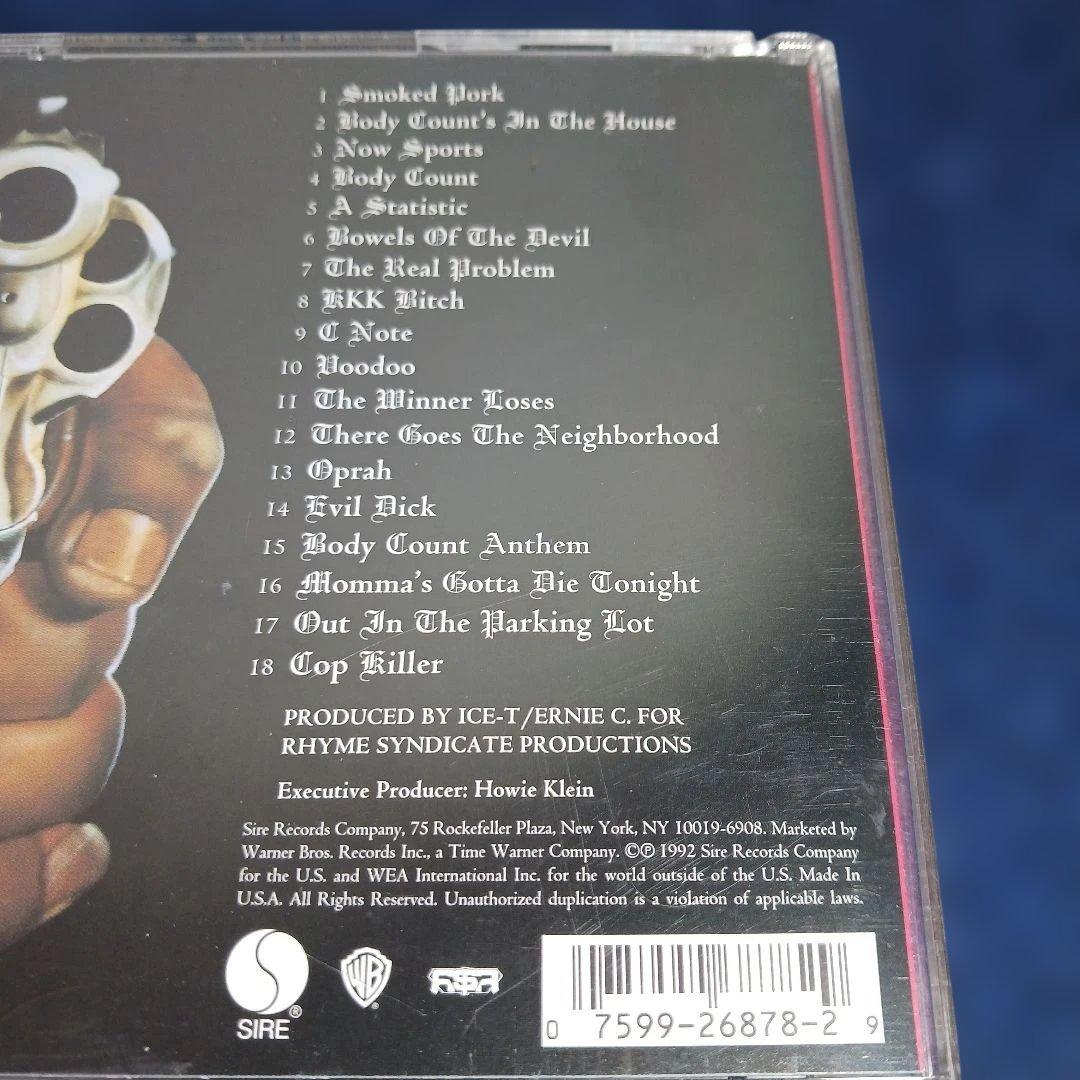 1 Smoked Pork
2 Body Count's In The House
3 Now Sports
4 Body Count
5 A Statistic
6 Bowels Of The Devil
7 The Real Problem
8 KKK Bitch
9 C Note
10 Voodoo
11 The Winner Loses
12 There Goes The Neighborhood
13 Oprah
14 Evil Dick
15 Body Count Anthem
16 Momma's Gotta Die Tonight
17 Out In The Parking Lot
18 Cop Killer
PRODUCED BY ICE-T/ERNIE C. FOR
RHYME SYNDICATE PRODUCTIONS
Executive Producer: Howie Klein
Sire Records Company, 75 Rockefeller Plaza, New York, NY 10019-6908. Marketed by
Warner Bros. Records Inc., a Time Warner Company. ©℗ 1992 Sire Records Company
for the U.S. and WEA International Inc. for the world outside of the U.S. Made In
U.S.A. All Rights Reserved. Unauthorized duplication is a violation of applicable laws.
SIRE ®
WB ®
0 7599-26878-2 9